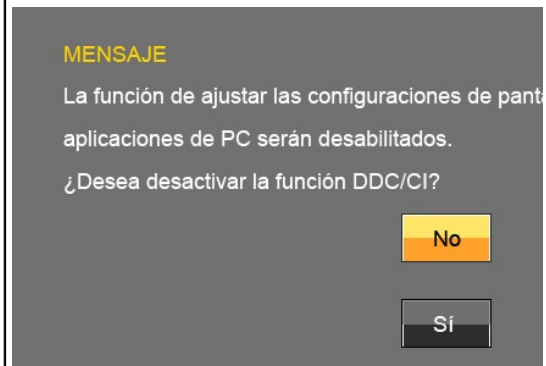 MENSAJE
La función de ajustar las configuraciones de
aplicaciones de PC serán desabilitados.
¿Desea desactivar la función DDC/CI?
No
Sí